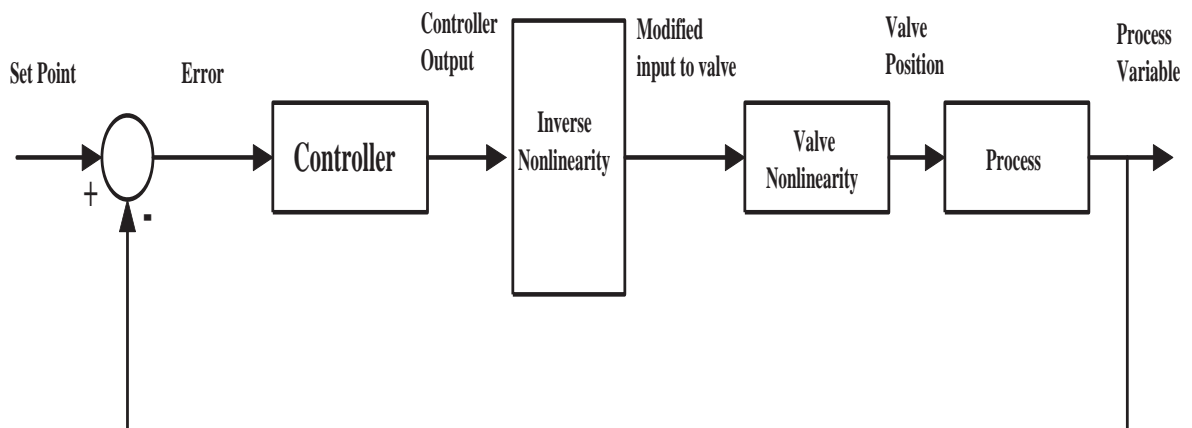 Set Point
+
-
Error
Controller
Controller
Output
Inverse
Nonlinearity
Modified
input to valve
Valve
Nonlinearity
Valve
Position
Process
Process
Variable